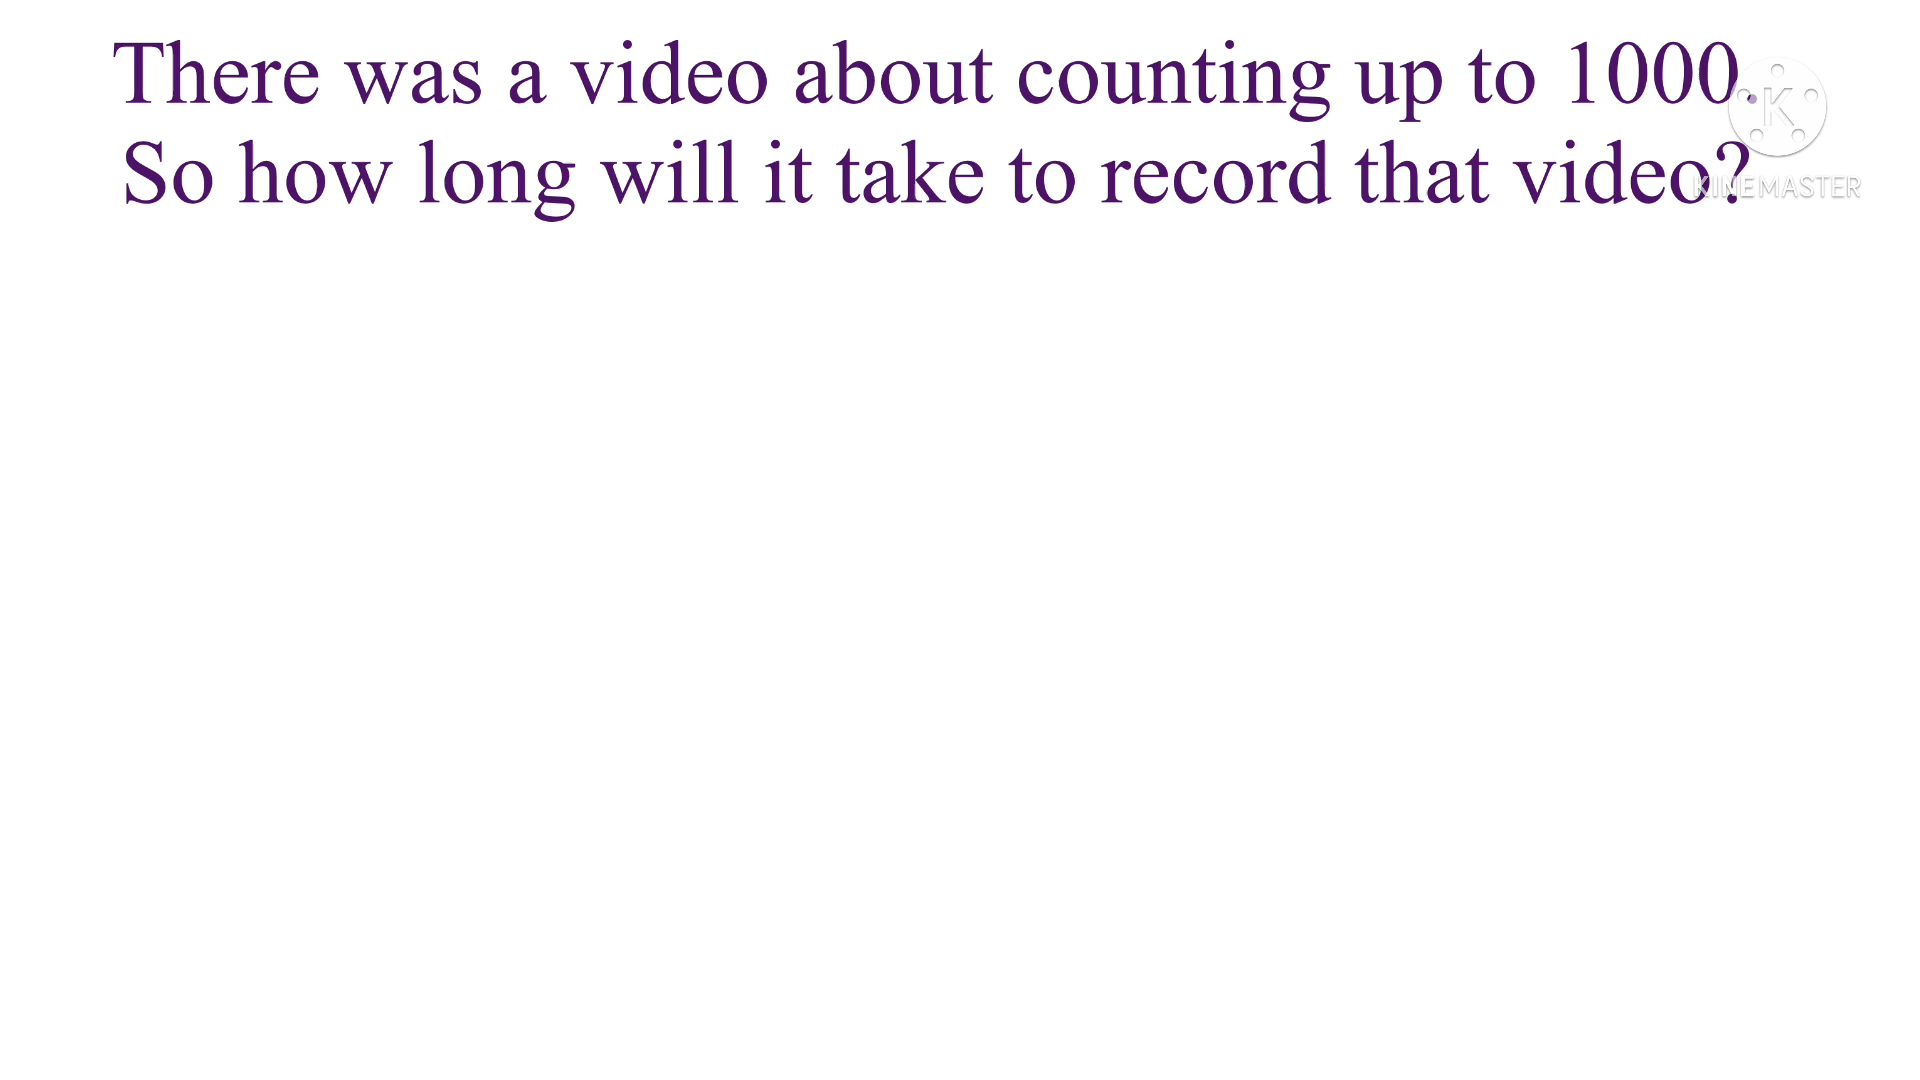 There was a video about counting up to 1000.
So how long will it take to record that video?
KINEMASTER